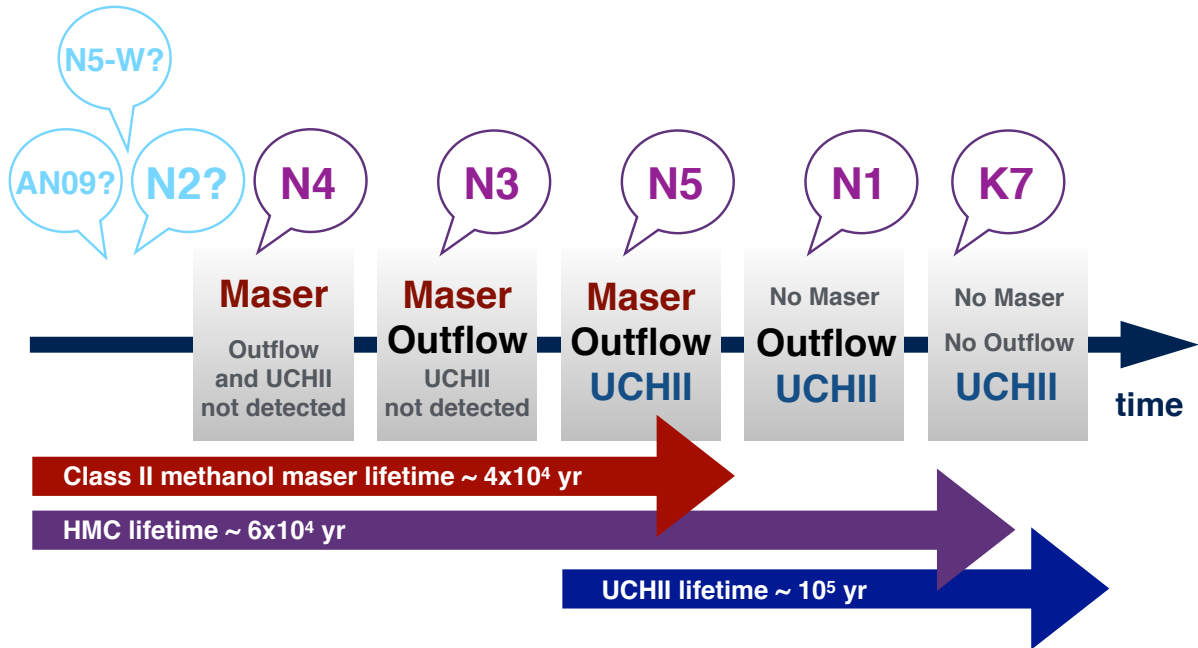 N5-W?
AN09?
N2?
N4
N3
N5
N1
K7
Maser
Outflow
and UCHII
not detected
Maser
Outflow
UCHII
not detected
Maser
Outflow
UCHII
No Maser
Outflow
UCHII
No Maser
No Outflow
UCHII
time
Class II methanol maser lifetime ~ 4x10⁴ yr
HMC lifetime ~ 6x10⁴ yr
UCHII lifetime ~ 10⁵ yr